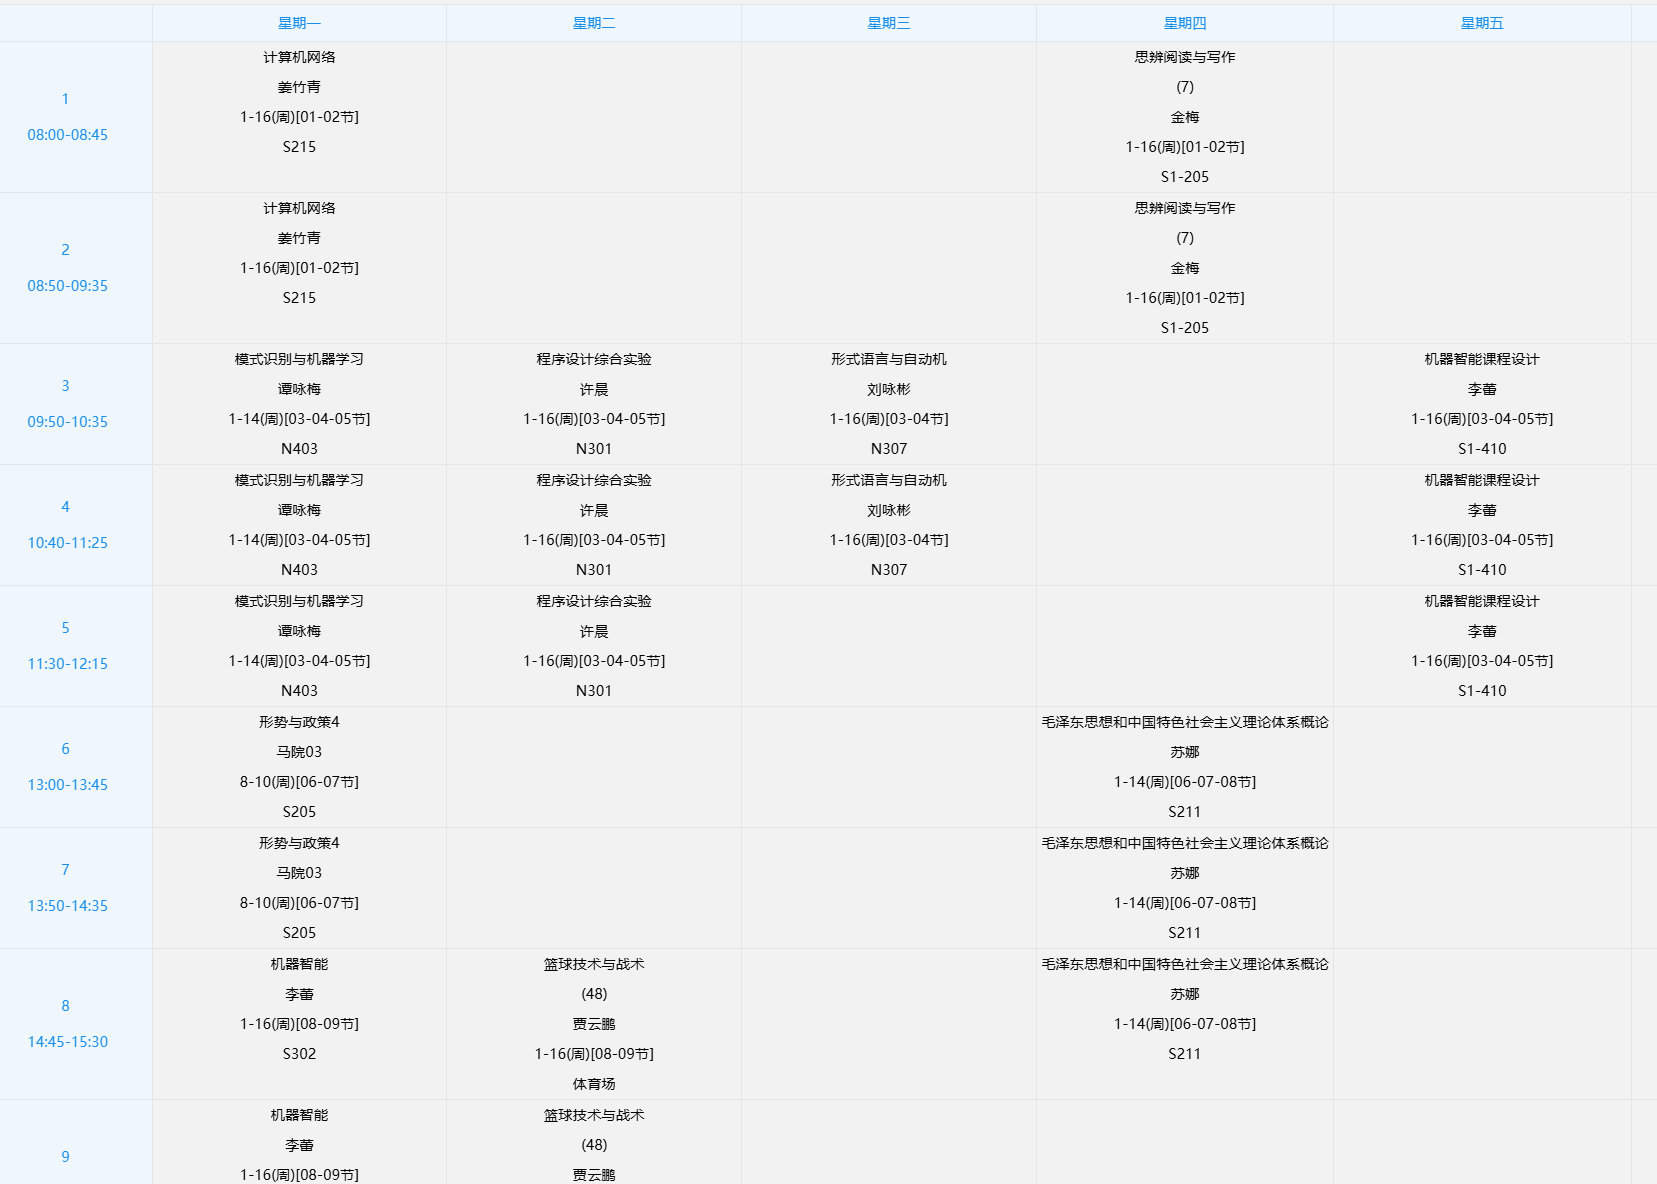 星期一 星期二 星期三 星期四 星期五
1
08:00-08:45
计算机网络
姜竹青
1-16(周)[01-02节]
S215
思辨阅读与写作
(7)
金梅
1-16(周)[01-02节]
S1-205
2
08:50-09:35
计算机网络
姜竹青
1-16(周)[01-02节]
S215
思辨阅读与写作
(7)
金梅
1-16(周)[01-02节]
S1-205
3
09:50-10:35
模式识别与机器学习
谭咏梅
1-14(周)[03-04-05节]
N403
程序设计综合实验
许晨
1-16(周)[03-04-05节]
N301
形式语言与自动机
刘咏彬
1-16(周)[03-04节]
N307
机器智能课程设计
李蕾
1-16(周)[03-04-05节]
S1-410
4
10:40-11:25
模式识别与机器学习
谭咏梅
1-14(周)[03-04-05节]
N403
程序设计综合实验
许晨
1-16(周)[03-04-05节]
N301
形式语言与自动机
刘咏彬
1-16(周)[03-04节]
N307
机器智能课程设计
李蕾
1-16(周)[03-04-05节]
S1-410
5
11:30-12:15
模式识别与机器学习
谭咏梅
1-14(周)[03-04-05节]
N403
程序设计综合实验
许晨
1-16(周)[03-04-05节]
N301
机器智能课程设计
李蕾
1-16(周)[03-04-05节]
S1-410
6
13:00-13:45
形势与政策4
马院03
8-10(周)[06-07节]
S205
毛泽东思想和中国特色社会主义理论体系概论
苏娜
1-14(周)[06-07-08节]
S211
7
13:50-14:35
形势与政策4
马院03
8-10(周)[06-07节]
S205
毛泽东思想和中国特色社会主义理论体系概论
苏娜
1-14(周)[06-07-08节]
S211
8
14:45-15:30
机器智能
李蕾
1-16(周)[08-09节]
S302
篮球技术与战术
(48)
贾云鹏
1-16(周)[08-09节]
体育场
毛泽东思想和中国特色社会主义理论体系概论
苏娜
1-14(周)[06-07-08节]
S211
9
机器智能
李蕾
1-16(周)[08-09节]
篮球技术与战术
(48)
贾云鹏